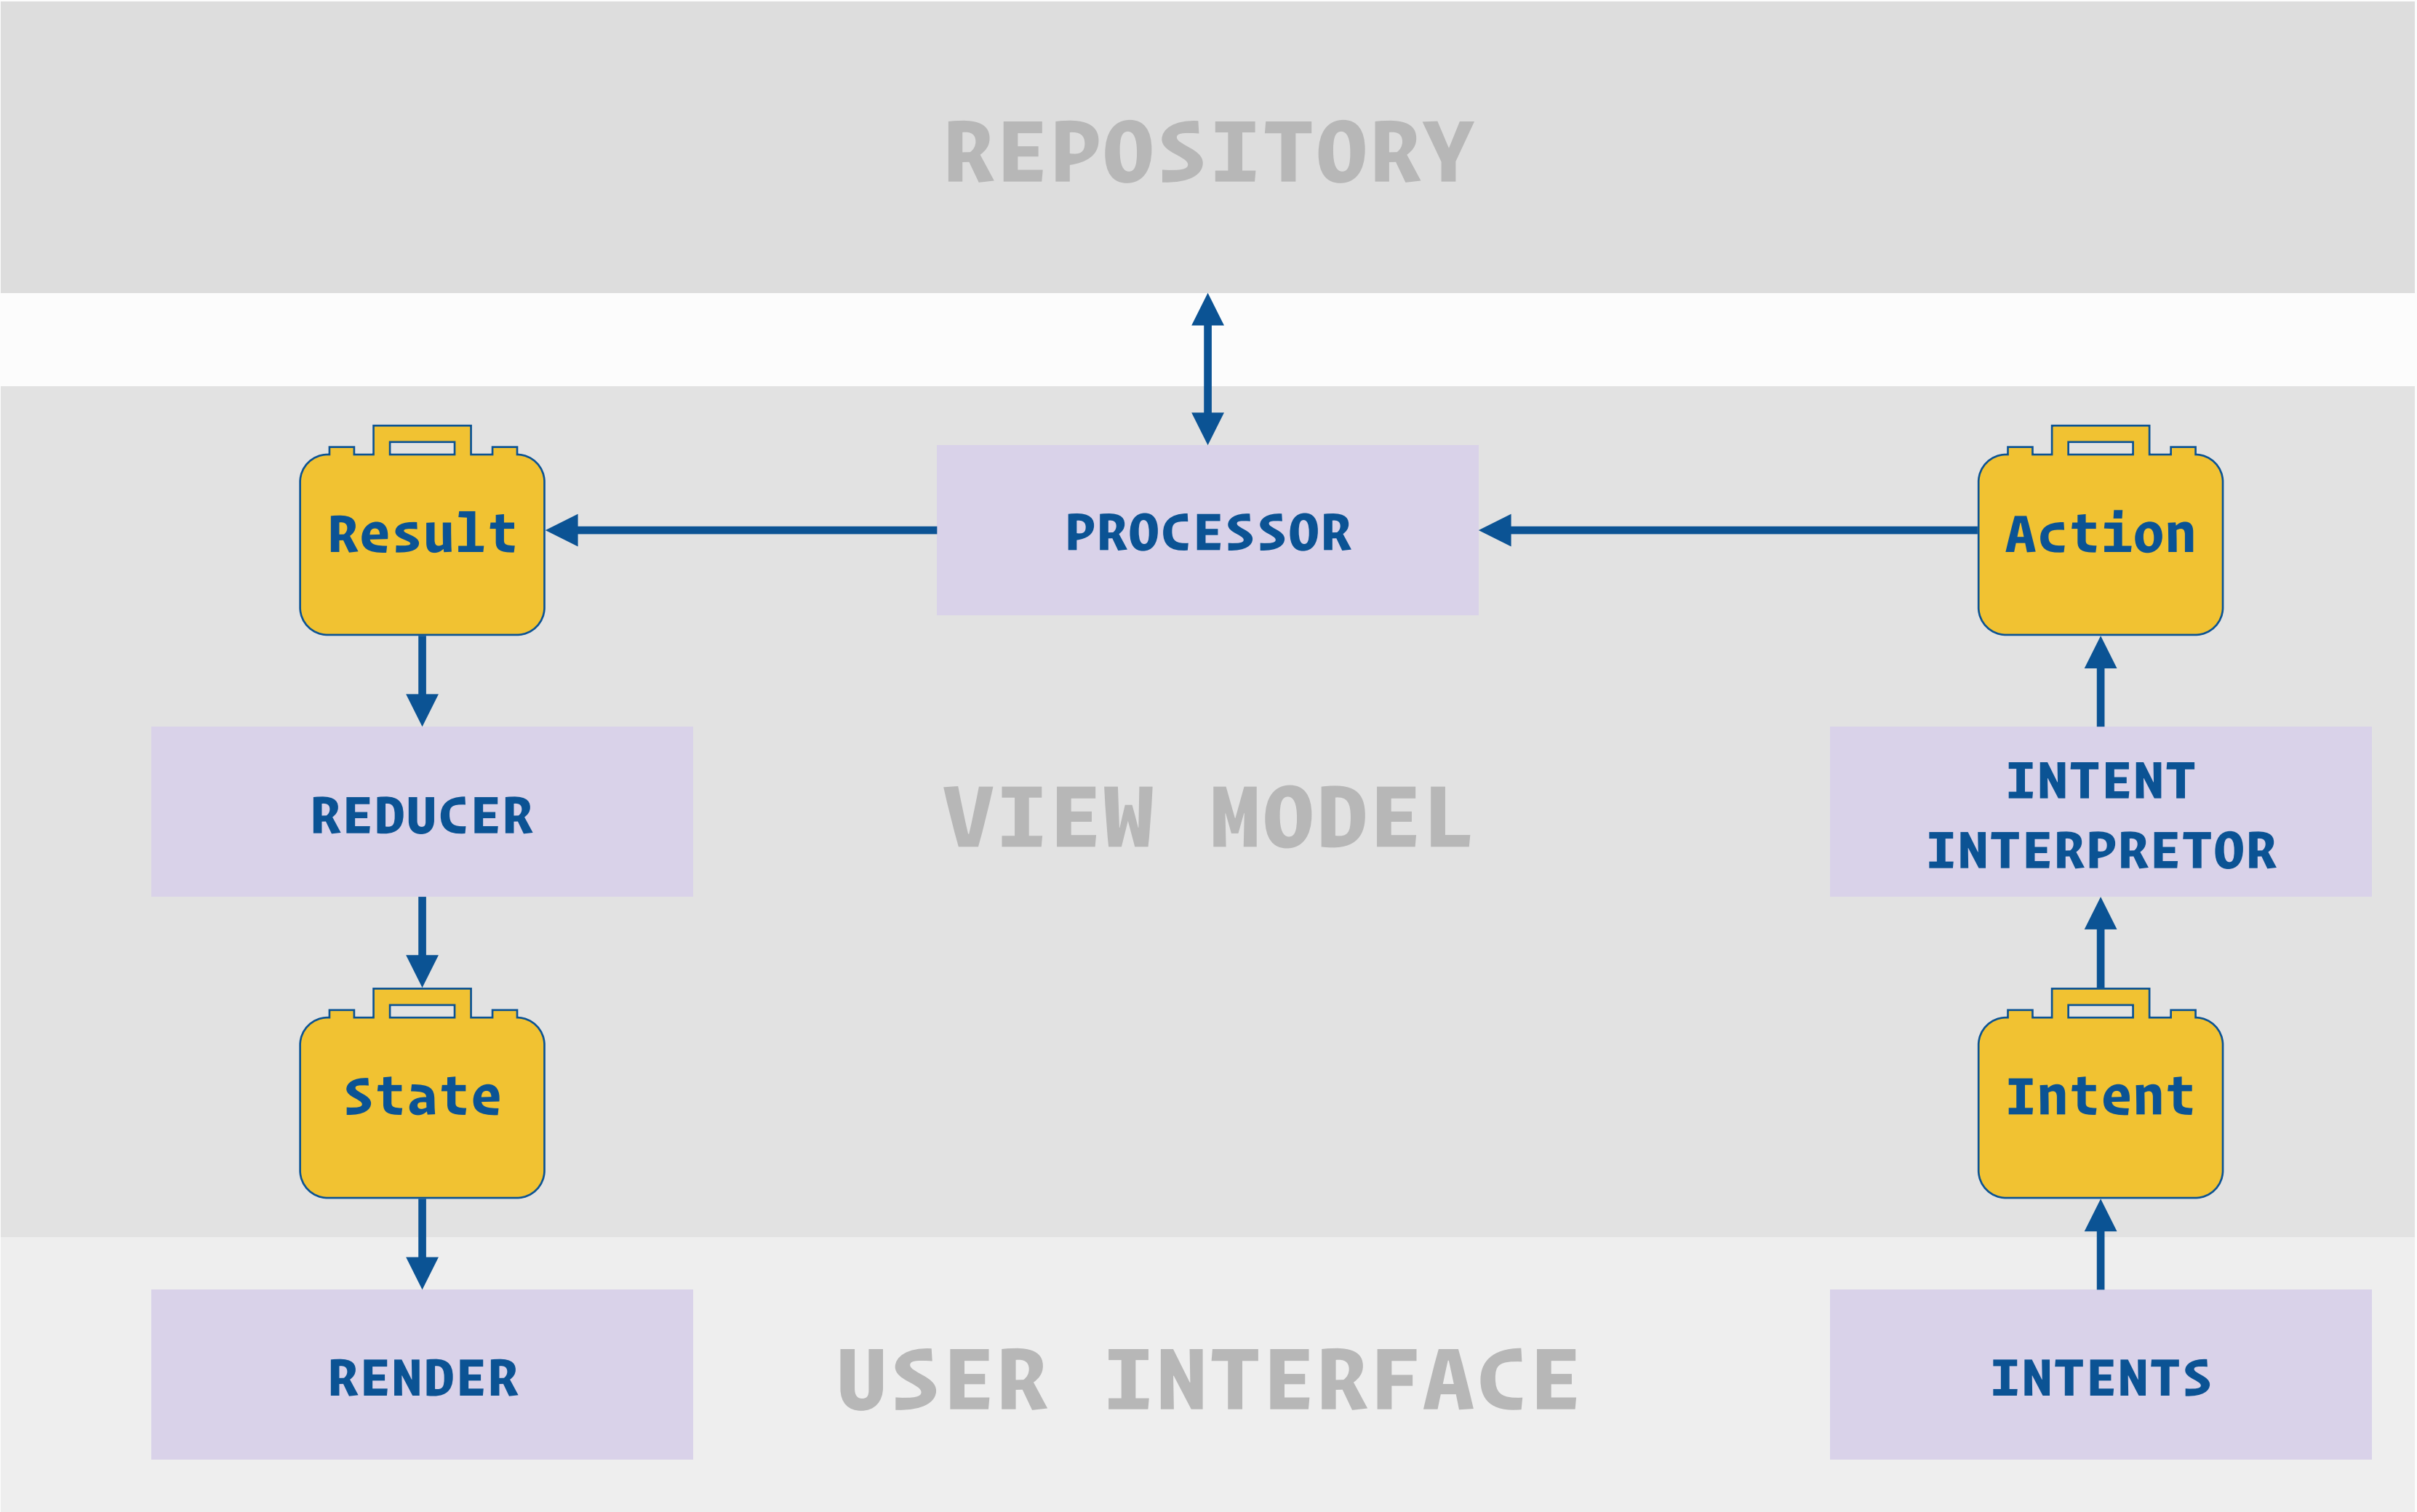 REPOSITORY
Result
PROCESSOR
Action
REDUCER
VIEW MODEL
INTENT
INTERPRETOR
State
Intent
RENDER
USER INTERFACE
INTENTS